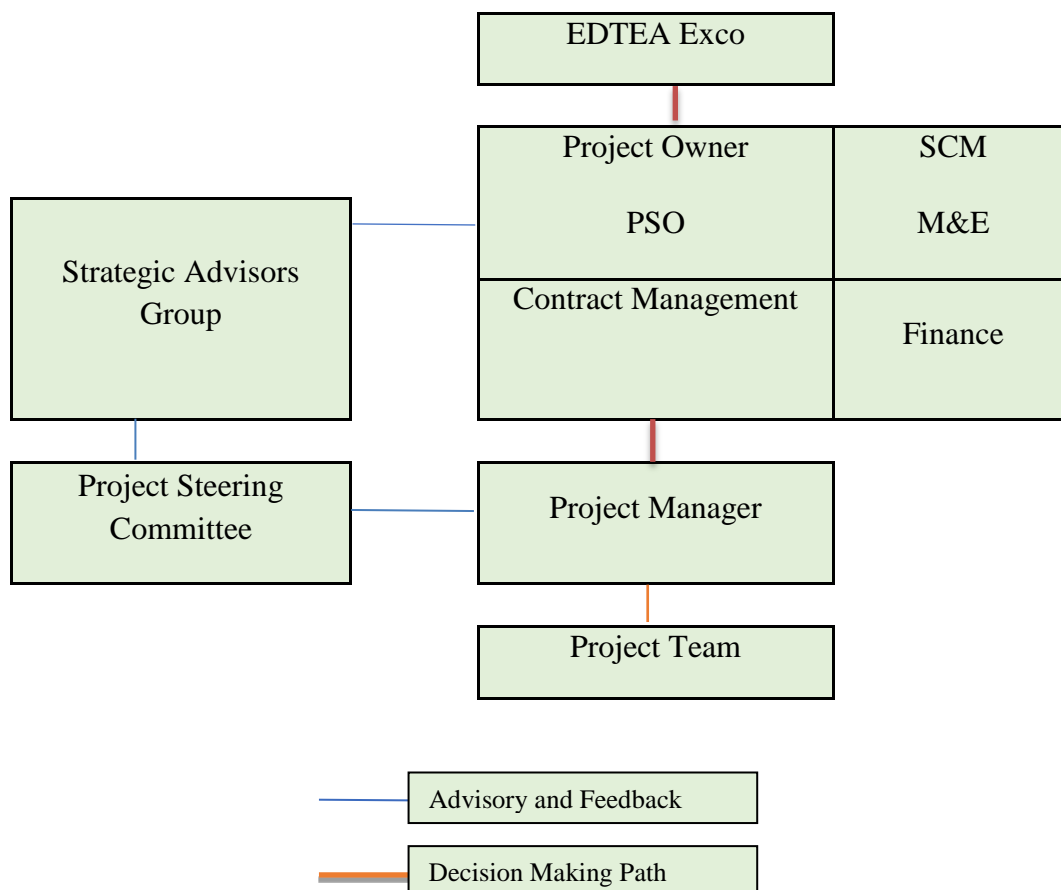 EDTEA Exco
Project Owner
SCM
PSO
M&E
Strategic Advisors
Group
Contract Management
Finance
Project Steering
Committee
Project Manager
Project Team
Advisory and Feedback
Decision Making Path